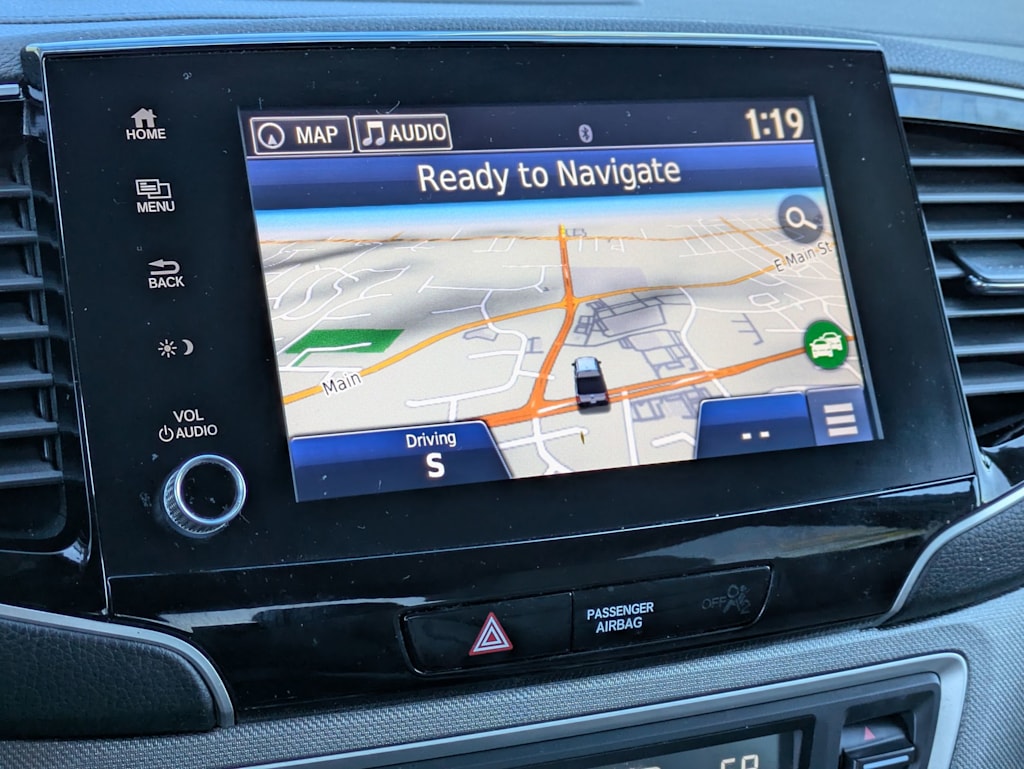 HOME
MENU
BACK
VOL
AUDIO
MAP
AUDIO
1:19
Ready to Navigate
E Main St
Main
Driving
S
--
PASSENGER
AIRBAG
OFF